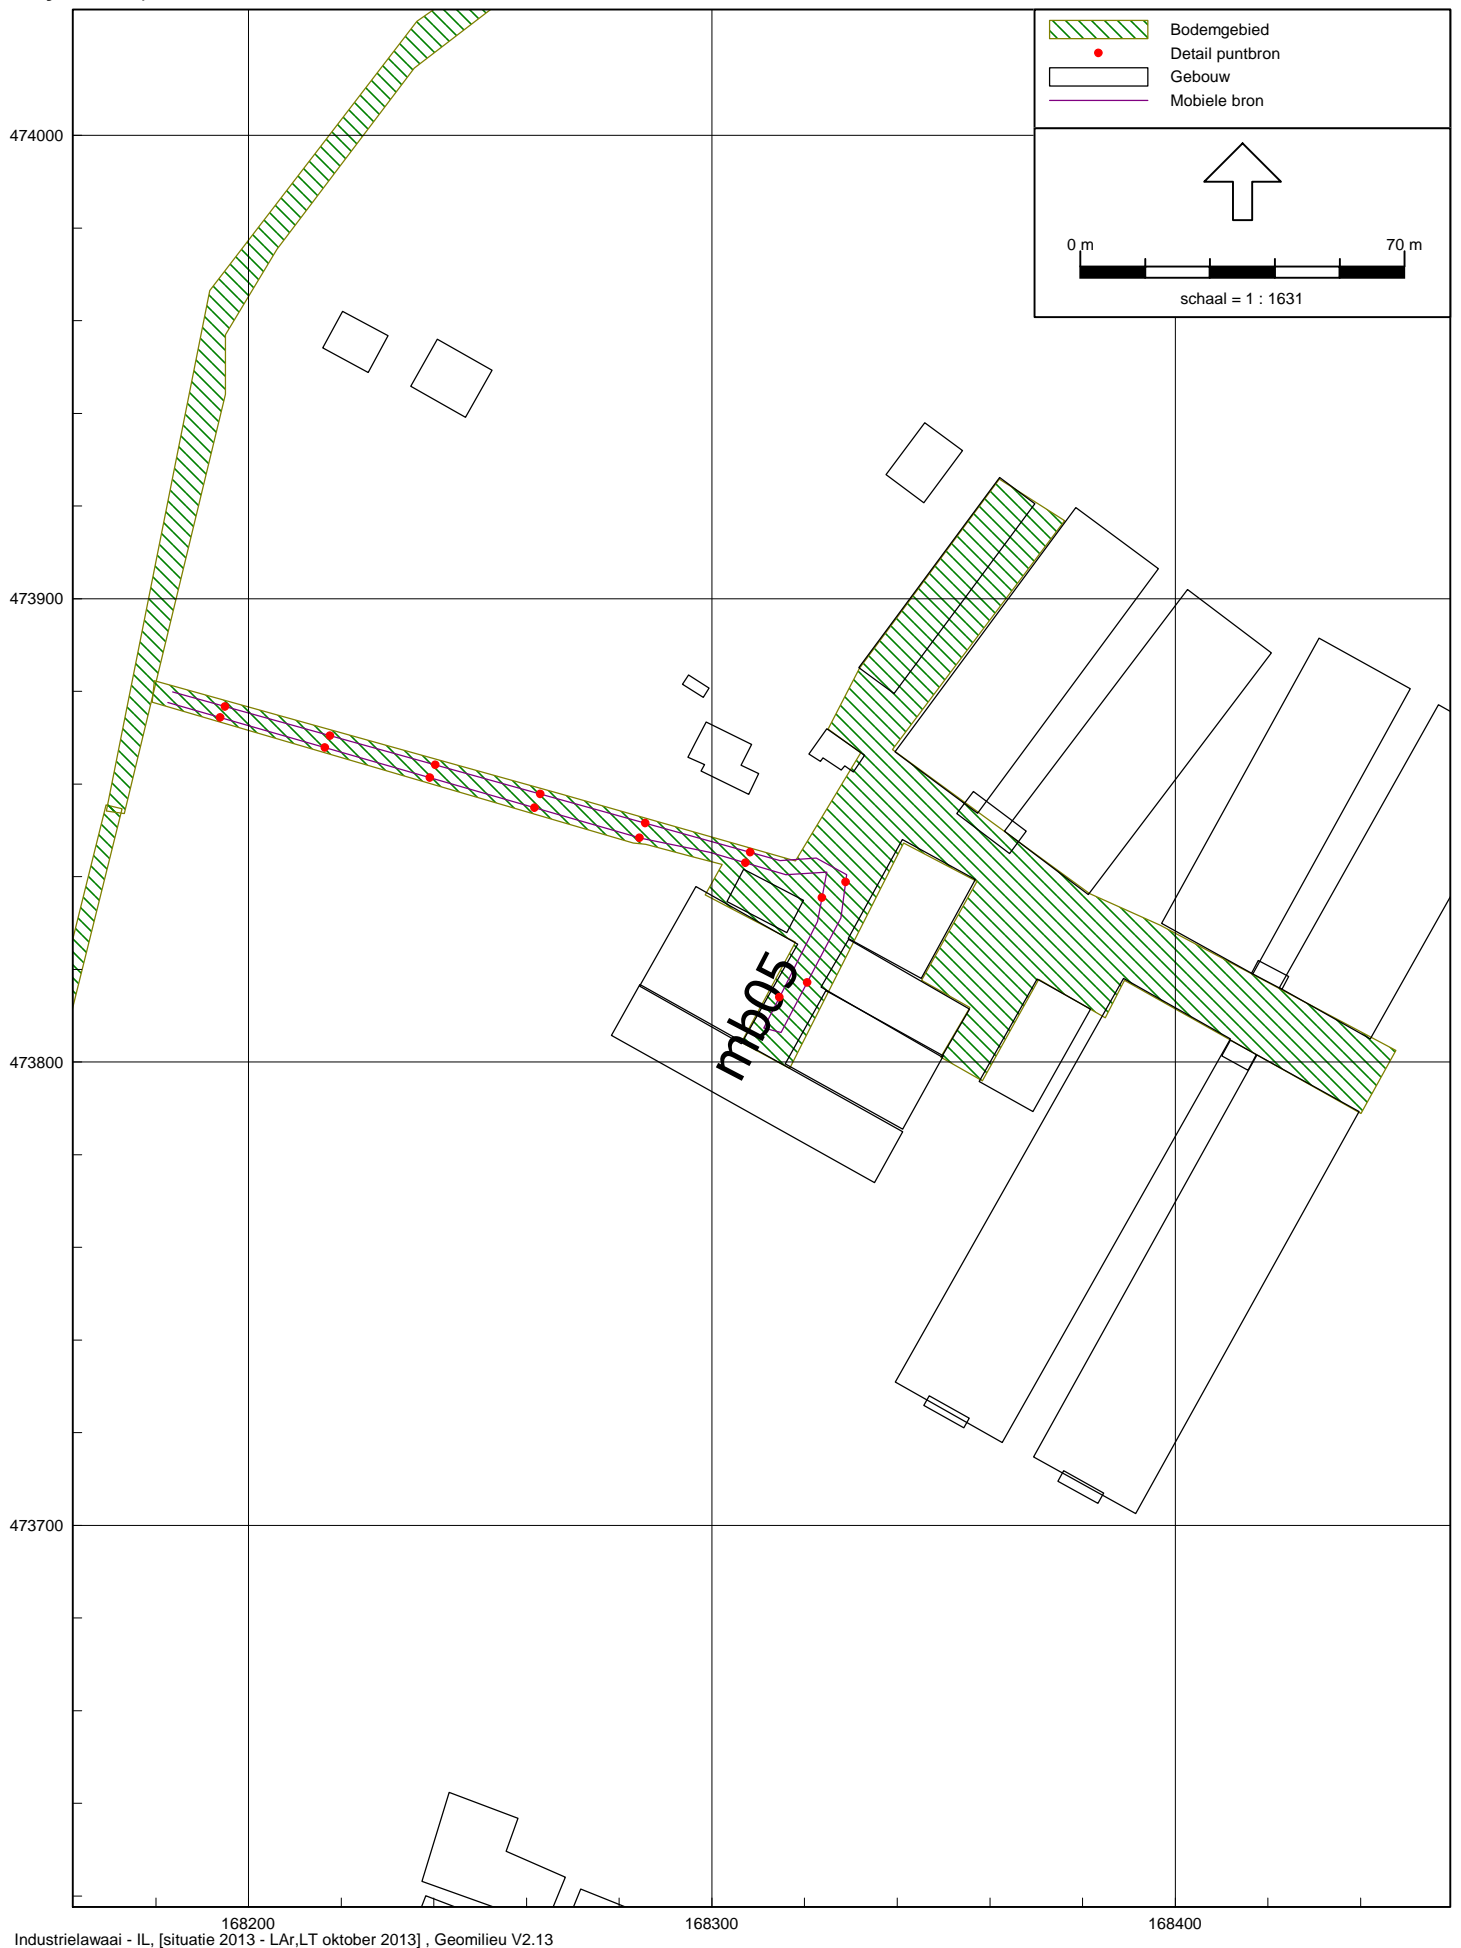 Bodemgebied
Detail puntbron
Gebouw
Mobiele bron
474000
0 m 70 m
schaal = 1 : 1631
473900
mb05
473800
473700
168200 168300 168400
Industrielawaai - IL, [situatie 2013 - LAr,LT oktober 2013] , Geomilieu V2.13